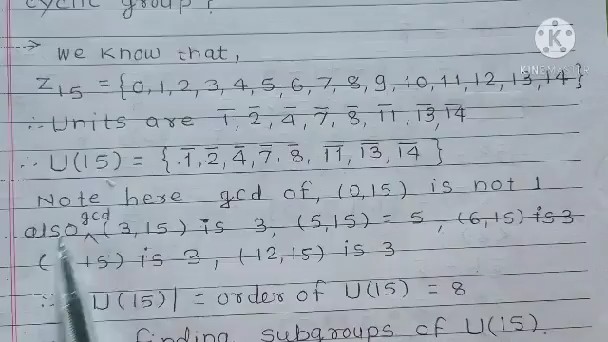 cyclic group?
→ We know that,
Z₁₅ = {0,1,2,3,4,5,6,7,8,9,10,11,12,13,14}
∴ Units are 1̄, 2̄, 4̄, 7̄, 8̄, 1̄1̄, 1̄3̄, 1̄4̄
∴ U(15) = {1̄, 2̄, 4̄, 7̄, 8̄, 1̄1̄, 1̄3̄, 1̄4̄}
Note here gcd of, (0,15) is not 1
also gcd (3,15) is 3, (5,15) = 5, (6,15) is 3
( 15) is 3, (12,15) is 3
∴ |U(15)| = order of U(15) = 8
finding subgroups of U(15).
KINEMASTER